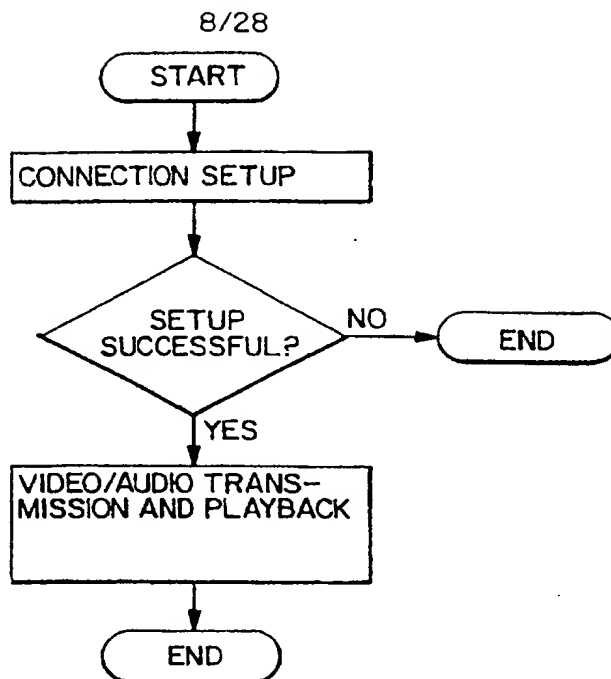 8/28
START
CONNECTION SETUP
SETUP
SUCCESSFUL?
NO
END
YES
VIDEO/AUDIO TRANS-
MISSION AND PLAYBACK
END